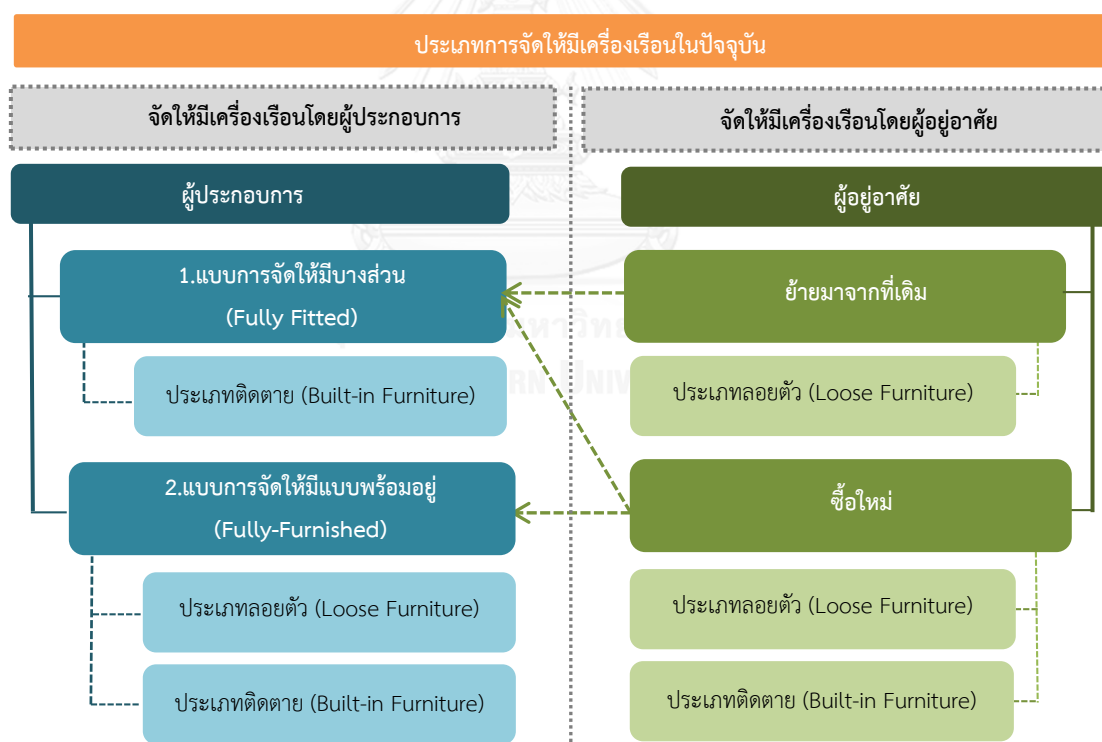 ประเภทการจัดให้มีเครื่องเรือนในปัจจุบัน
จัดให้มีเครื่องเรือนโดยผู้ประกอบการ
จัดให้มีเครื่องเรือนโดยผู้อยู่อาศัย
ผู้ประกอบการ
ผู้อยู่อาศัย
1.แบบการจัดให้มีบางส่วน
(Fully Fitted)
ย้ายมาจากที่เดิม
ประเภทติดตาย (Built-in Furniture)
ประเภทลอยตัว (Loose Furniture)
2.แบบการจัดให้มีแบบพร้อมอยู่
(Fully-Furnished)
ซื้อใหม่
ประเภทลอยตัว (Loose Furniture)
ประเภทลอยตัว (Loose Furniture)
ประเภทติดตาย (Built-in Furniture)
ประเภทติดตาย (Built-in Furniture)